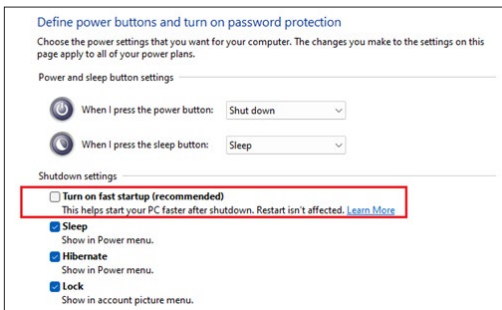 Define power buttons and turn on password protection
Choose the power settings that you want for your computer. The changes you make to the settings on this
page apply to all of your power plans.
Power and sleep button settings
When I press the power button: Shut down
When I press the sleep button: Sleep
Shutdown settings
Turn on fast startup (recommended)
This helps start your PC faster after shutdown. Restart isn't affected. Learn More
Sleep
Show in Power menu.
Hibernate
Show in Power menu.
Lock
Show in account picture menu.